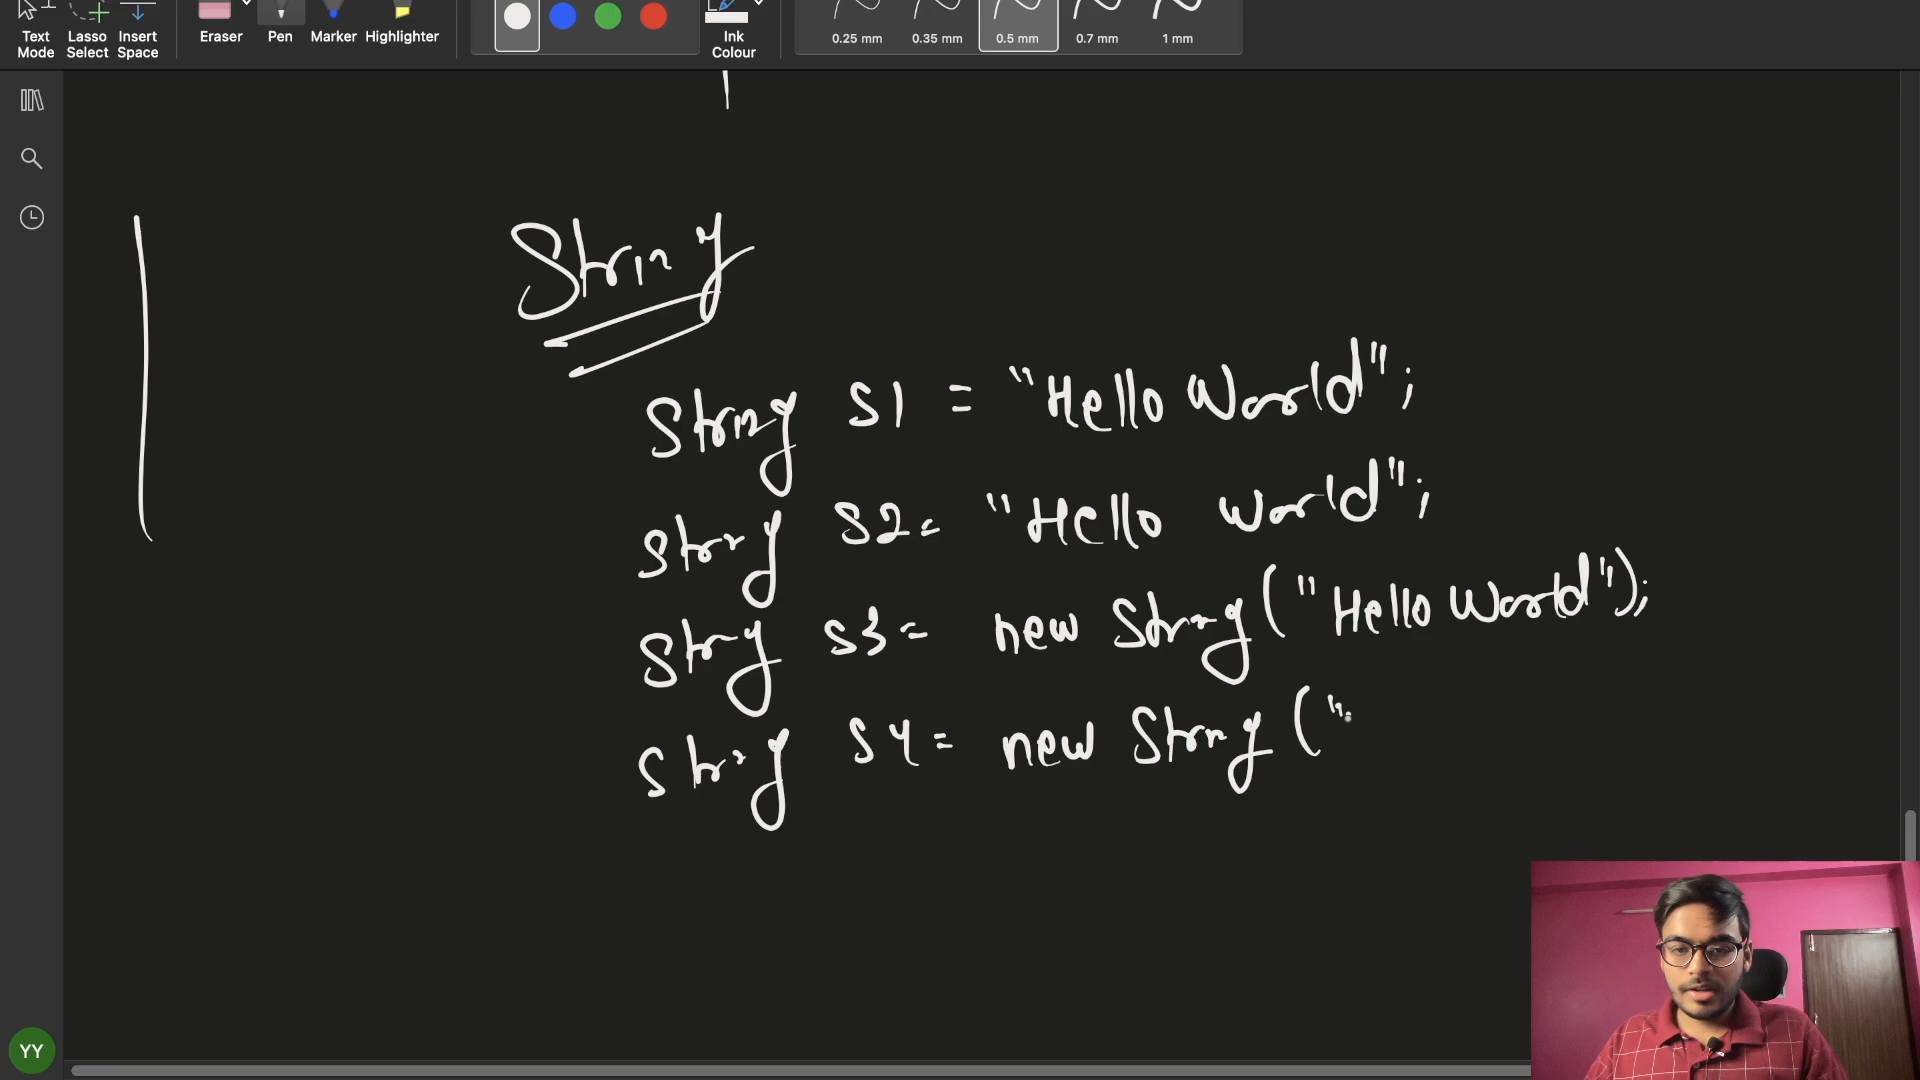 Text Mode
Lasso Select
Insert Space
Eraser
Pen
Marker
Highlighter
Ink Colour
0.25 mm
0.35 mm
0.5 mm
0.7 mm
1 mm
String
String S1 = "Hello World";
String S2 = "Hello world";
String S3 = new String("Hello World");
String S4 = new String("
YY